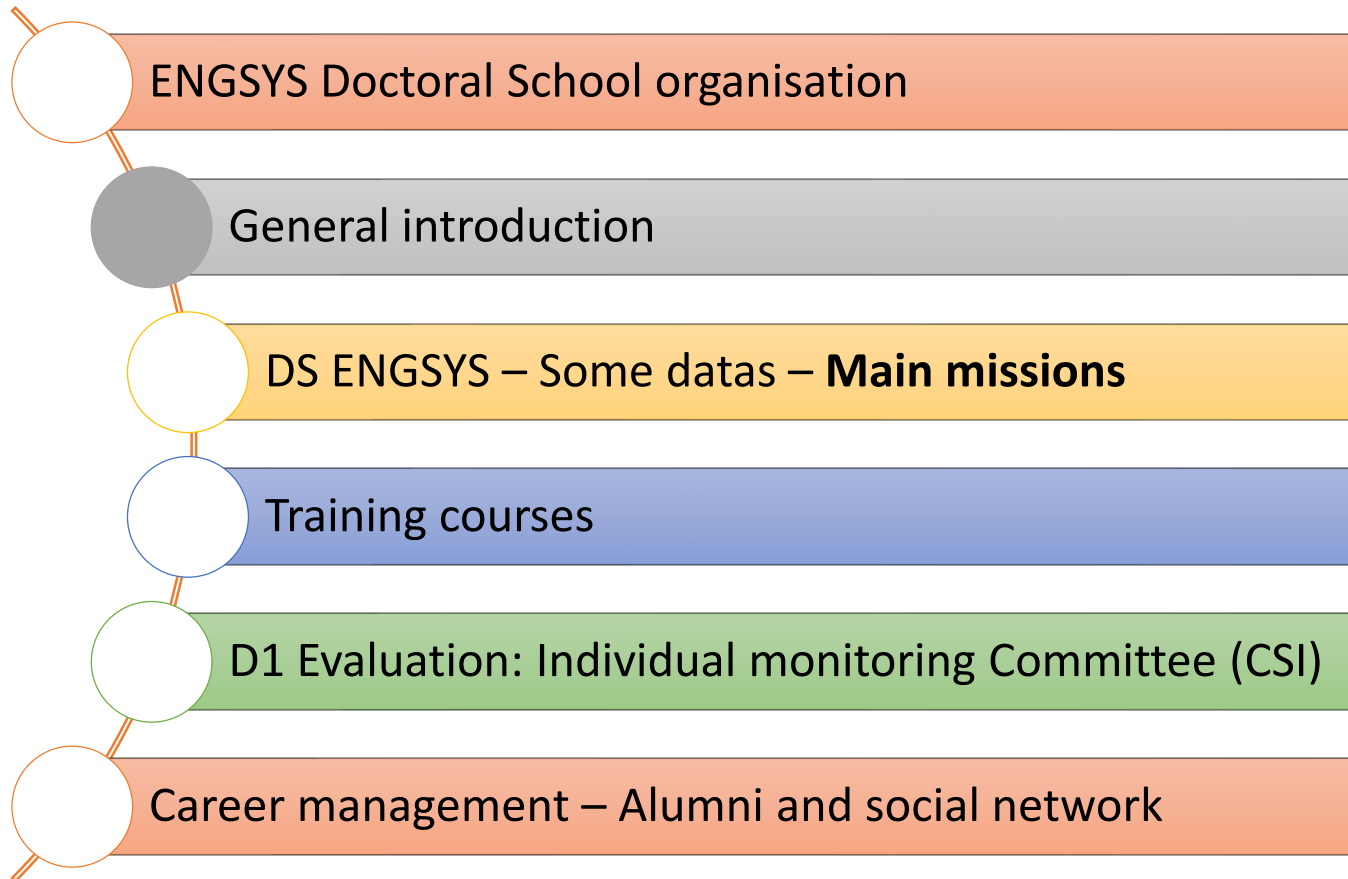 ENGSYS Doctoral School organisation
General introduction
DS ENGSYS – Some datas – Main missions
Training courses
D1 Evaluation: Individual monitoring Committee (CSI)
Career management – Alumni and social network